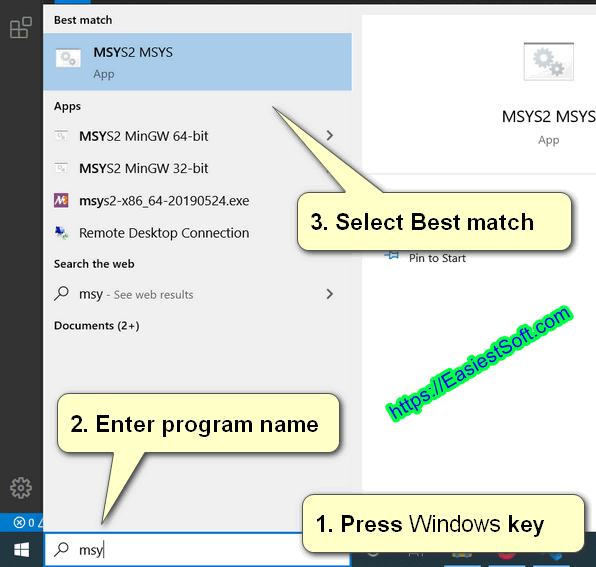 Best match
MSYS2 MSYS
App
Apps
MSYS2 MinGW 64-bit
MSYS2 MinGW 32-bit
msys2-x86_64-20190524.exe
Remote Desktop Connection
Search the web
msy - See web results
Documents (2+)
MSYS2 MSYS
App
3. Select Best match
Pin to Start
https://EasiestSoft.com
2. Enter program name
1. Press Windows key
0
msy